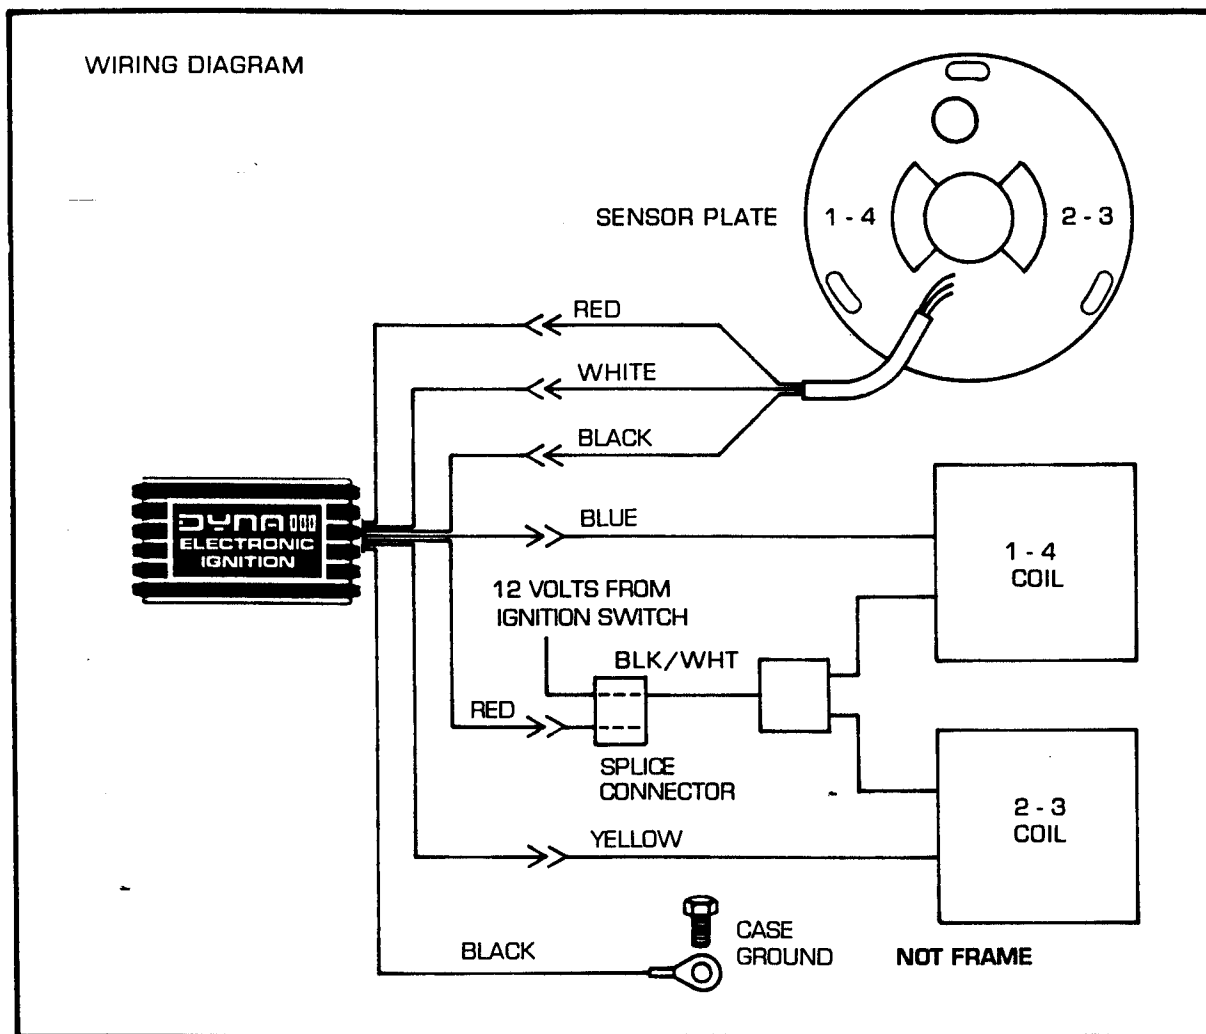 WIRING DIAGRAM
SENSOR PLATE
1 - 4
2 - 3
RED
WHITE
BLACK
DYNA III
ELECTRONIC
IGNITION
BLUE
1 - 4
COIL
12 VOLTS FROM
IGNITION SWITCH
BLK/WHT
RED
SPLICE
CONNECTOR
2 - 3
COIL
YELLOW
BLACK
CASE
GROUND
NOT FRAME